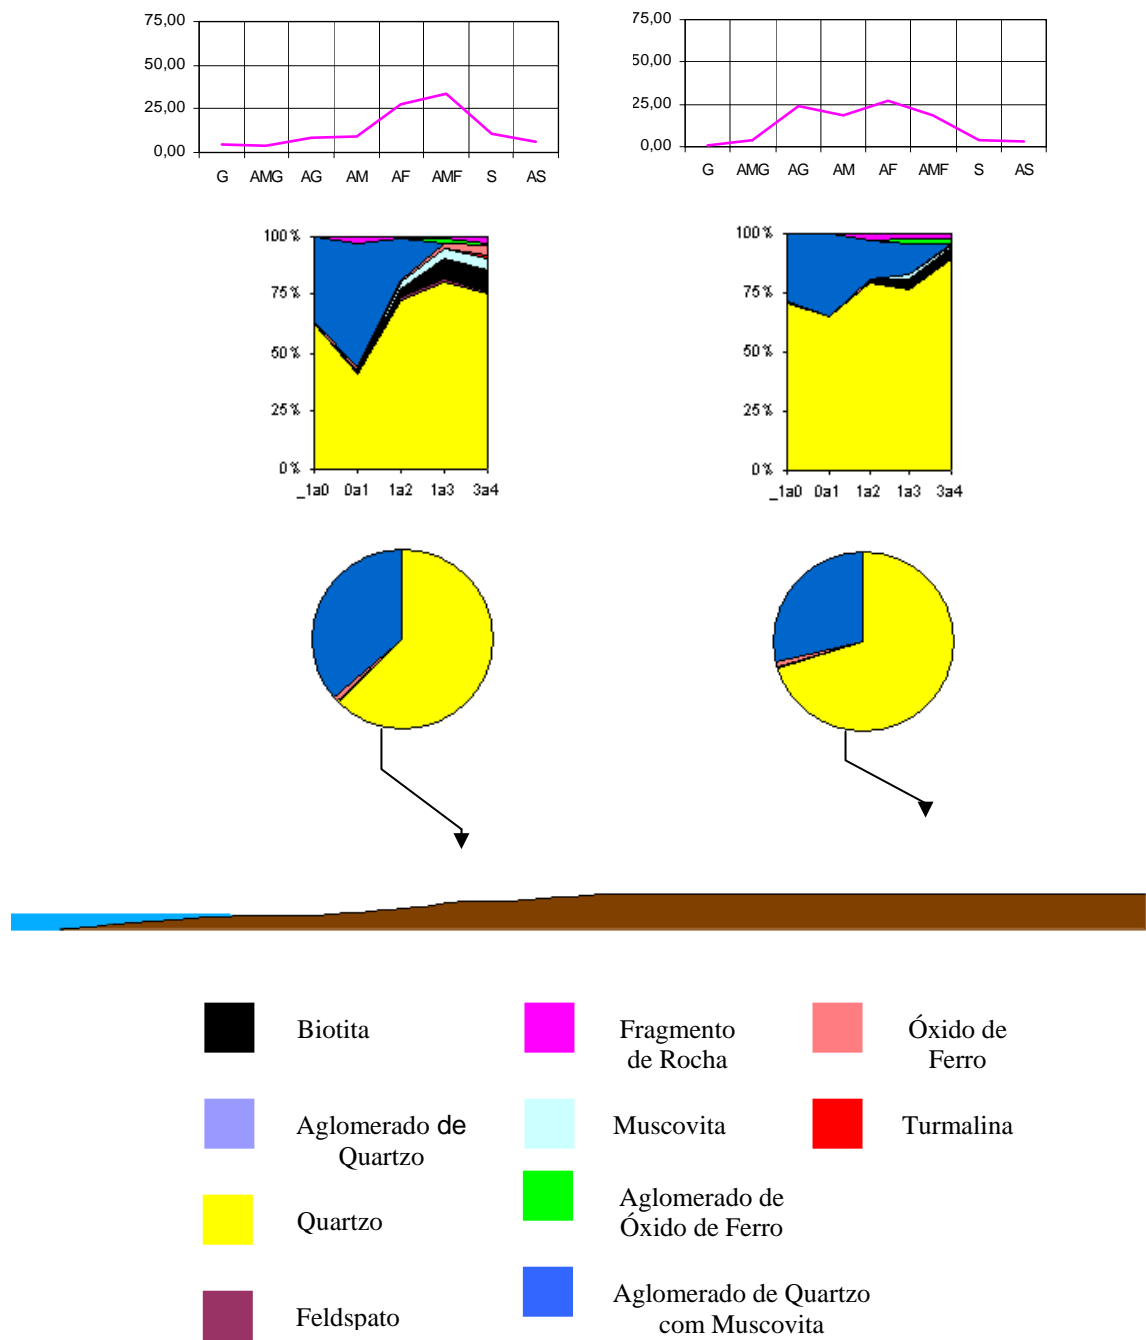 75,00
50,00
25,00
0,00
G AMG AG AM AF AMF S AS
75,00
50,00
25,00
0,00
G AMG AG AM AF AMF S AS
100%
75%
50%
25%
0%
_1a0 0a1 1a2 1a3 3a4
100%
75%
50%
25%
0%
_1a0 0a1 1a2 1a3 3a4
Biotita
Fragmento
de Rocha
Óxido de
Ferro
Aglomerado de
Quartzo
Muscovita
Turmalina
Quartzo
Aglomerado de
Óxido de Ferro
Feldspato
Aglomerado de Quartzo
com Muscovita